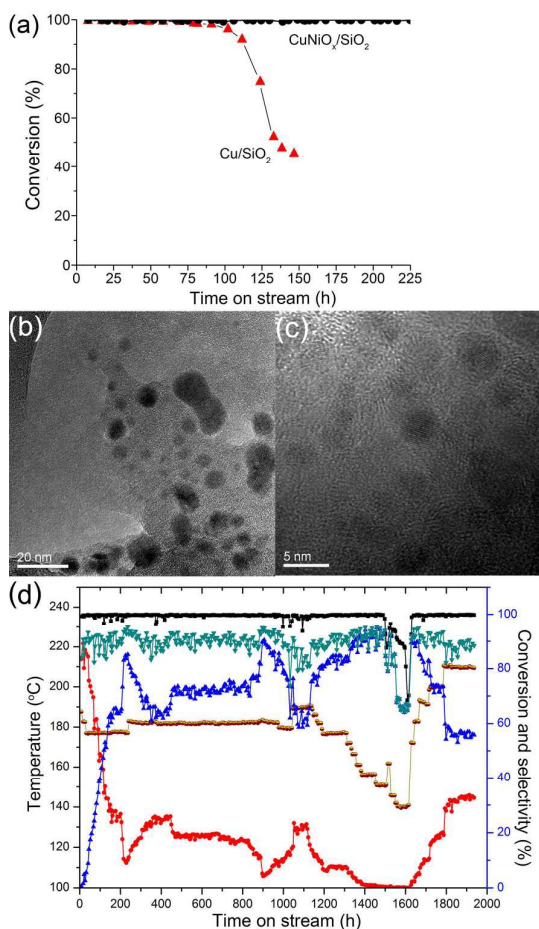 (a)
100
80
60
40
20
0
Conversion (%)
CuNiOₓ/SiO₂
Cu/SiO₂
0 25 50 75 100 125 150 175 200 225
Time on stream (h)
(b)
20 nm
(c)
5 nm
(d)
240
220
200
180
160
140
120
100
Temperature (°C)
100
80
60
40
20
0
Conversion and selectivity (%)
0 200 400 600 800 1000 1200 1400 1600 1800 2000
Time on stream (h)